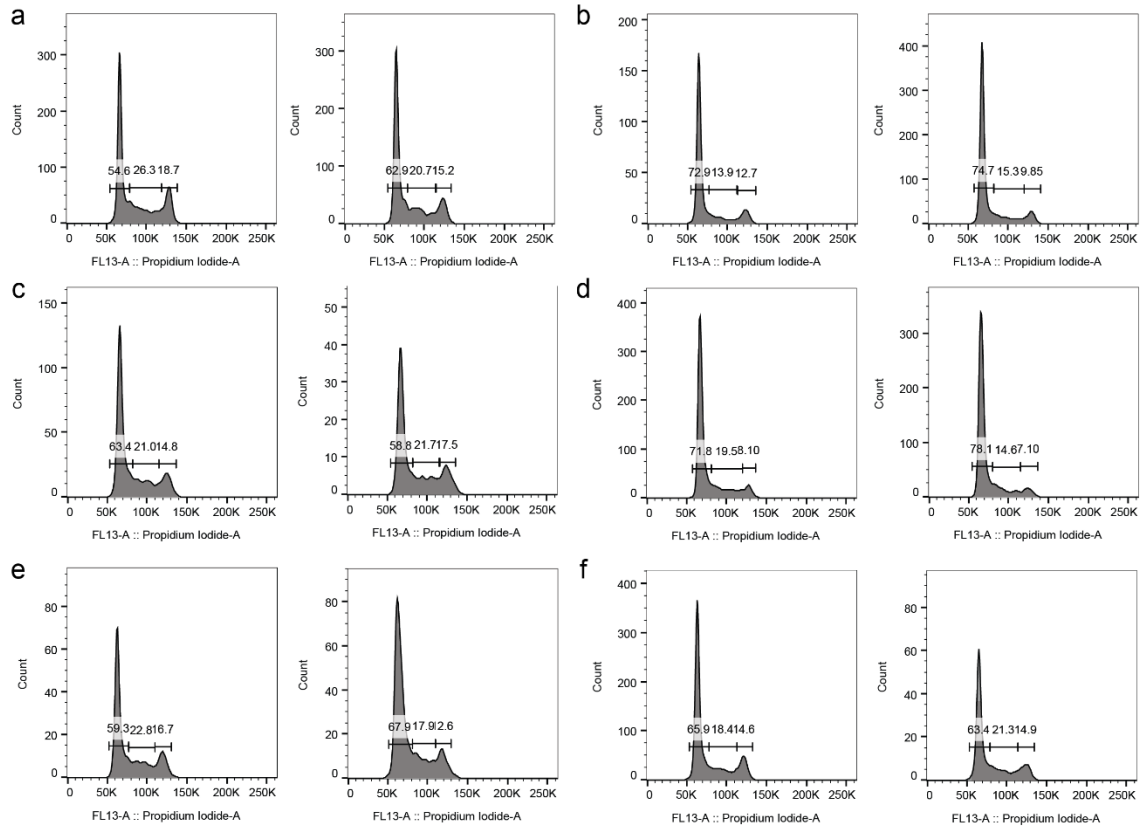 a
300
200
100
0
Count
54.6 26.3 18.7
0 50K 100K 150K 200K 250K
FL13-A :: Propidium Iodide-A
300
200
100
0
Count
62.9 20.7 15.2
0 50K 100K 150K 200K 250K
FL13-A :: Propidium Iodide-A
b
200
150
100
50
0
Count
72.9 13.9 12.7
0 50K 100K 150K 200K 250K
FL13-A :: Propidium Iodide-A
400
300
200
100
0
Count
74.7 15.3 9.85
0 50K 100K 150K 200K 250K
FL13-A :: Propidium Iodide-A
c
150
100
50
0
Count
63.4 21.0 14.8
0 50K 100K 150K 200K 250K
FL13-A :: Propidium Iodide-A
50
40
30
20
10
0
Count
58.8 21.7 17.5
0 50K 100K 150K 200K 250K
FL13-A :: Propidium Iodide-A
d
400
300
200
100
0
Count
71.8 19.5 8.10
0 50K 100K 150K 200K 250K
FL13-A :: Propidium Iodide-A
300
200
100
0
Count
78.1 14.6 7.10
0 50K 100K 150K 200K 250K
FL13-A :: Propidium Iodide-A
e
80
60
40
20
0
Count
59.3 22.8 16.7
0 50K 100K 150K 200K 250K
FL13-A :: Propidium Iodide-A
80
60
40
20
0
Count
67.9 17.9 12.6
0 50K 100K 150K 200K 250K
FL13-A :: Propidium Iodide-A
f
400
300
200
100
0
Count
65.9 18.4 14.6
0 50K 100K 150K 200K 250K
FL13-A :: Propidium Iodide-A
80
60
40
20
0
Count
63.4 21.3 14.9
0 50K 100K 150K 200K 250K
FL13-A :: Propidium Iodide-A